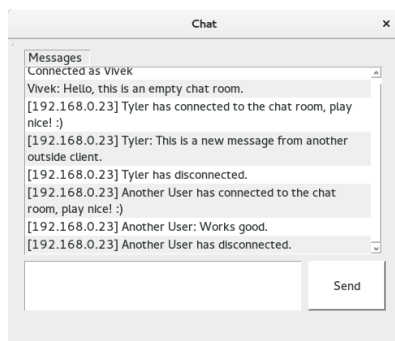 Chat
Messages
Connected as Vivek
Vivek: Hello, this is an empty chat room.
[192.168.0.23] Tyler has connected to the chat room, play
nice! :)
[192.168.0.23] Tyler: This is a new message from another
outside client.
[192.168.0.23] Tyler has disconnected.
[192.168.0.23] Another User has connected to the chat
room, play nice! :)
[192.168.0.23] Another User: Works good.
[192.168.0.23] Another User has disconnected.
Send